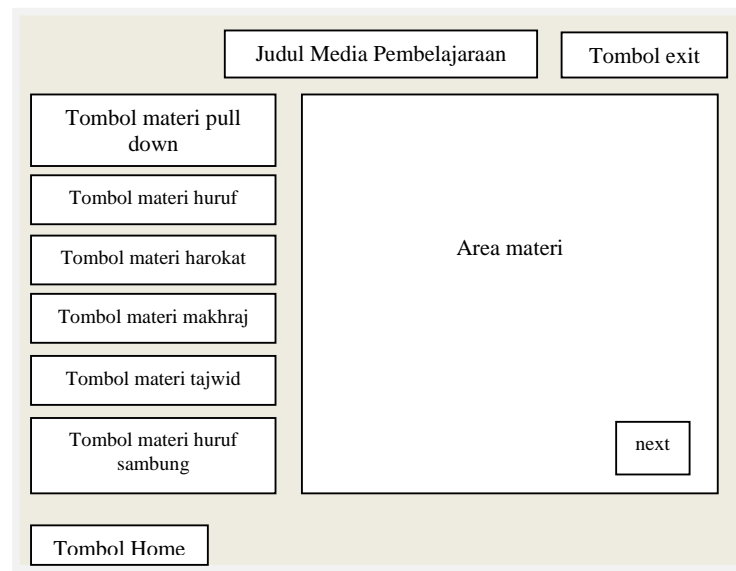 Judul Media Pembelajaraan
Tombol exit
Tombol materi pull
down
Tombol materi huruf
Tombol materi harokat
Tombol materi makhraj
Tombol materi tajwid
Tombol materi huruf
sambung
Area materi
next
Tombol Home